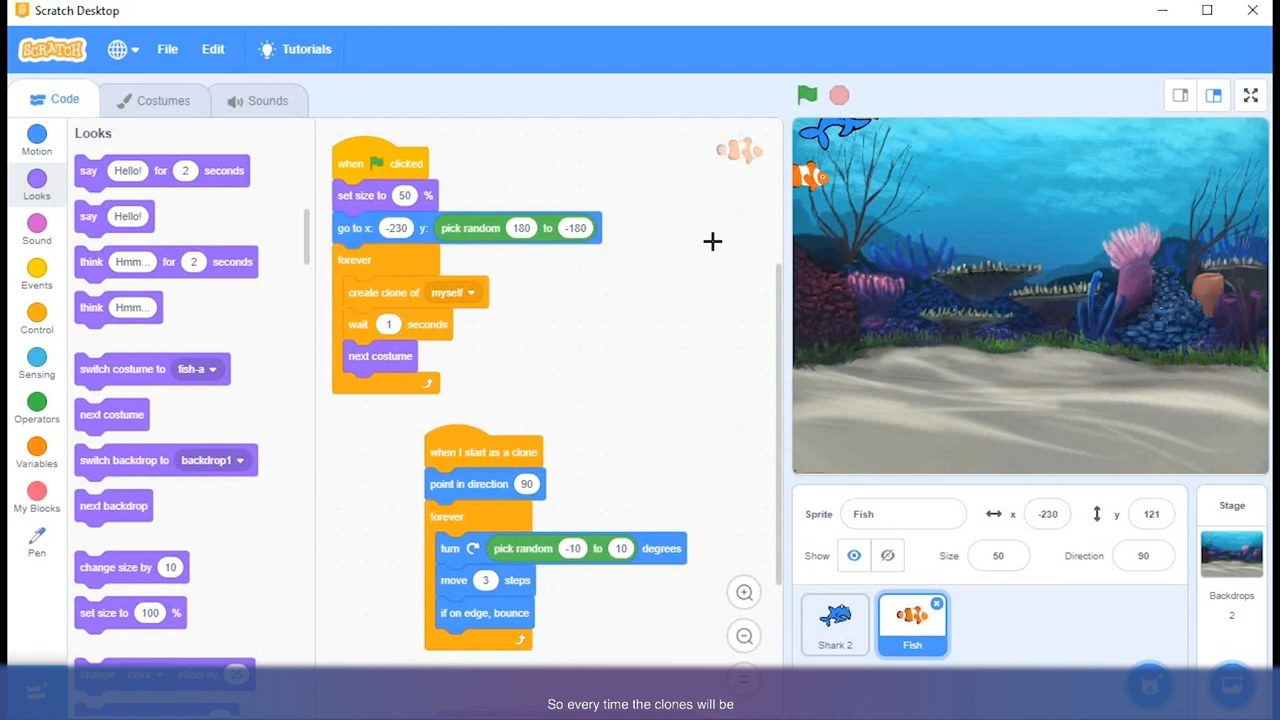 Scratch Desktop
SCRATCH File Edit Tutorials
Code Costumes Sounds
Motion
Looks
Sound
Events
Control
Sensing
Operators
Variables
My Blocks
Pen
Looks
say Hello! for 2 seconds
say Hello!
think Hmm... for 2 seconds
think Hmm...
switch costume to fish-a
next costume
switch backdrop to backdrop1
next backdrop
change size by 10
set size to 100 %
change color effect by 25
when clicked
set size to 50 %
go to x: -230 y: pick random 180 to -180
forever
create clone of myself
wait 1 seconds
next costume
when I start as a clone
point in direction 90
forever
turn pick random -10 to 10 degrees
move 3 steps
if on edge, bounce
Sprite Fish x -230 y 121
Show Size 50 Direction 90
Shark 2
Fish
Stage
Backdrops
2
So every time the clones will be